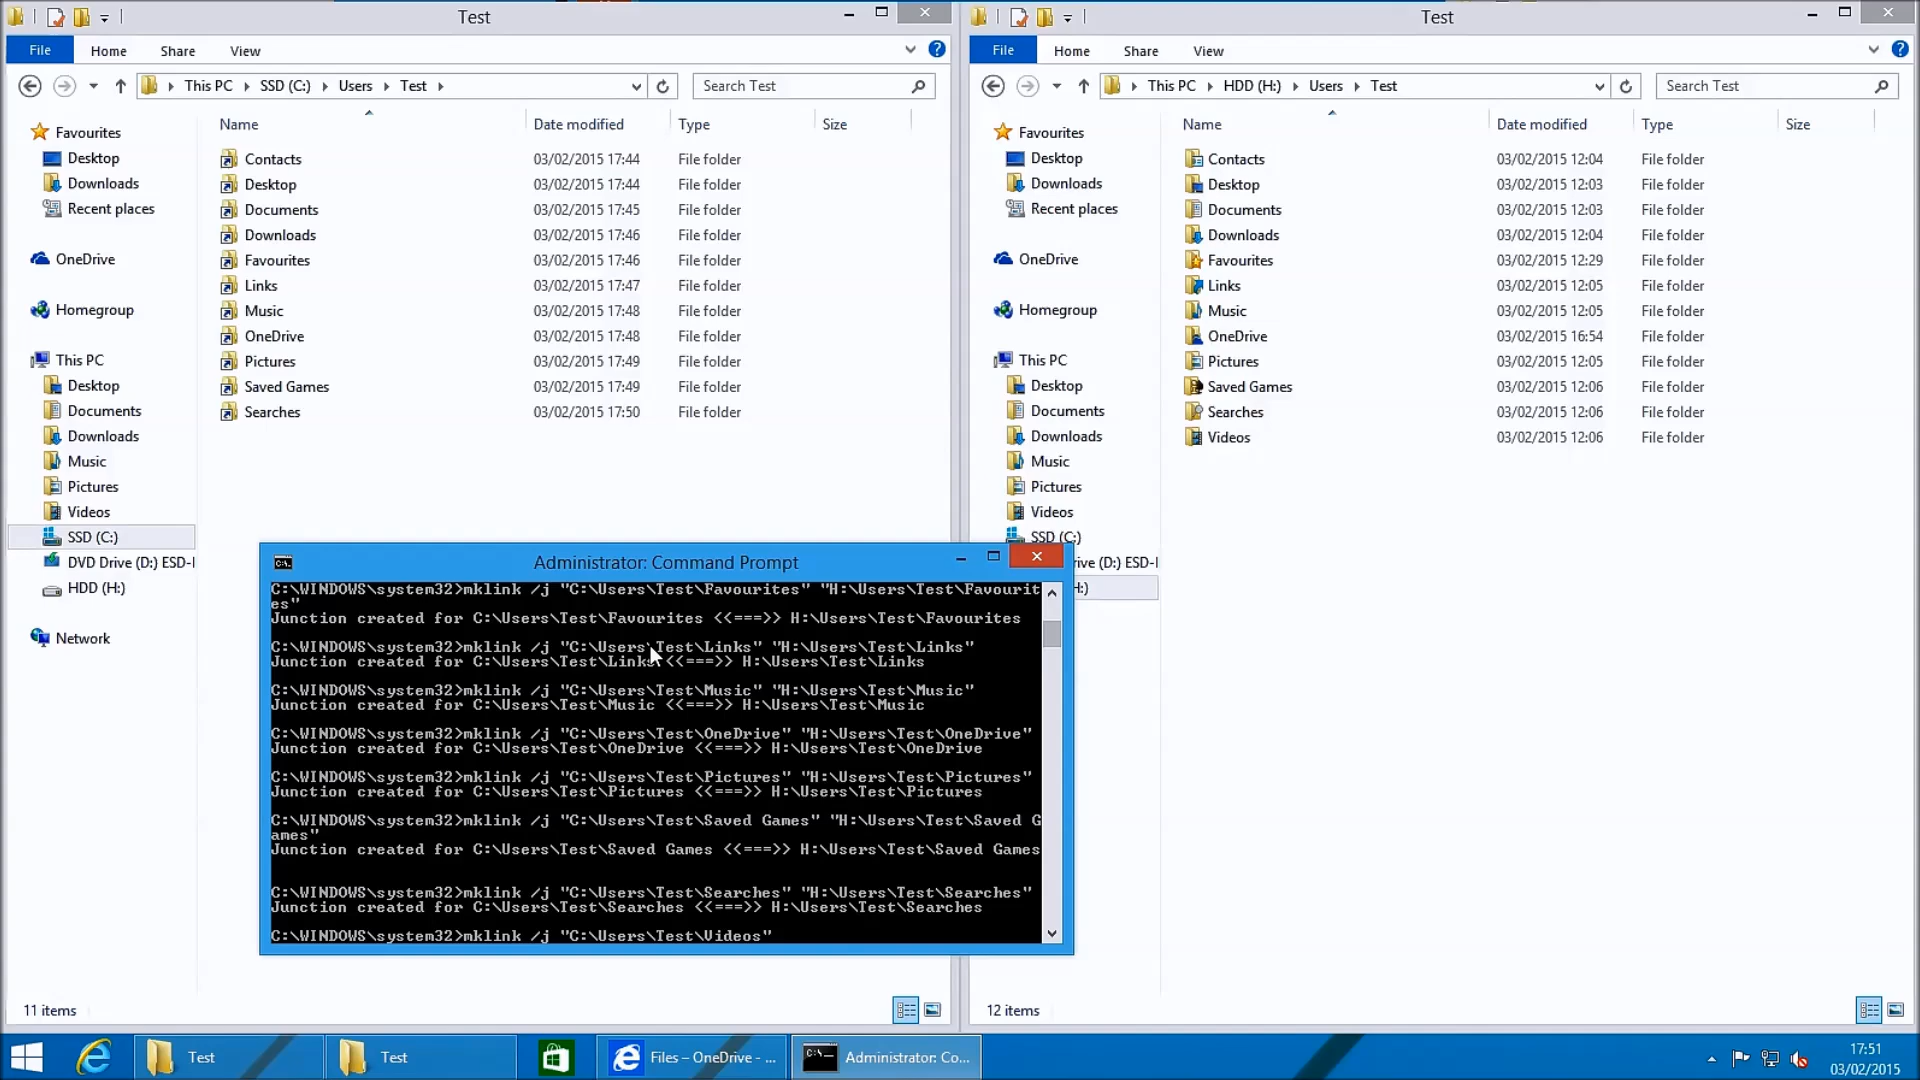 Test
File Home Share View
This PC SSD (C:) Users Test
Search Test
Name Date modified Type Size
Favourites
Desktop
Downloads
Recent places
OneDrive
Homegroup
This PC
Desktop
Documents
Downloads
Music
Pictures
Videos
SSD (C:)
DVD Drive (D:) ESD-I
HDD (H:)
Network
Contacts 03/02/2015 17:44 File folder
Desktop 03/02/2015 17:44 File folder
Documents 03/02/2015 17:45 File folder
Downloads 03/02/2015 17:46 File folder
Favourites 03/02/2015 17:46 File folder
Links 03/02/2015 17:47 File folder
Music 03/02/2015 17:48 File folder
OneDrive 03/02/2015 17:48 File folder
Pictures 03/02/2015 17:49 File folder
Saved Games 03/02/2015 17:49 File folder
Searches 03/02/2015 17:50 File folder
11 items
Test
File Home Share View
This PC HDD (H:) Users Test
Search Test
Name Date modified Type Size
Favourites
Desktop
Downloads
Recent places
OneDrive
Homegroup
This PC
Desktop
Documents
Downloads
Music
Pictures
Videos
SSD (C:)
rive (D:) ESD-I
H:)
Contacts 03/02/2015 12:04 File folder
Desktop 03/02/2015 12:03 File folder
Documents 03/02/2015 12:03 File folder
Downloads 03/02/2015 12:04 File folder
Favourites 03/02/2015 12:29 File folder
Links 03/02/2015 12:05 File folder
Music 03/02/2015 12:05 File folder
OneDrive 03/02/2015 16:54 File folder
Pictures 03/02/2015 12:05 File folder
Saved Games 03/02/2015 12:06 File folder
Searches 03/02/2015 12:06 File folder
Videos 03/02/2015 12:06 File folder
12 items
Administrator: Command Prompt
C:\WINDOWS\system32>mklink /j "C:\Users\Test\Favourites" "H:\Users\Test\Favourit
es"
Junction created for C:\Users\Test\Favourites <<===>> H:\Users\Test\Favourites
C:\WINDOWS\system32>mklink /j "C:\Users\Test\Links" "H:\Users\Test\Links"
Junction created for C:\Users\Test\Links <<===>> H:\Users\Test\Links
C:\WINDOWS\system32>mklink /j "C:\Users\Test\Music" "H:\Users\Test\Music"
Junction created for C:\Users\Test\Music <<===>> H:\Users\Test\Music
C:\WINDOWS\system32>mklink /j "C:\Users\Test\OneDrive" "H:\Users\Test\OneDrive"
Junction created for C:\Users\Test\OneDrive <<===>> H:\Users\Test\OneDrive
C:\WINDOWS\system32>mklink /j "C:\Users\Test\Pictures" "H:\Users\Test\Pictures"
Junction created for C:\Users\Test\Pictures <<===>> H:\Users\Test\Pictures
C:\WINDOWS\system32>mklink /j "C:\Users\Test\Saved Games" "H:\Users\Test\Saved G
ames"
Junction created for C:\Users\Test\Saved Games <<===>> H:\Users\Test\Saved Games
C:\WINDOWS\system32>mklink /j "C:\Users\Test\Searches" "H:\Users\Test\Searches"
Junction created for C:\Users\Test\Searches <<===>> H:\Users\Test\Searches
C:\WINDOWS\system32>mklink /j "C:\Users\Test\Videos"
Test
Test
Files – OneDrive - ...
Administrator: Co...
17:51
03/02/2015